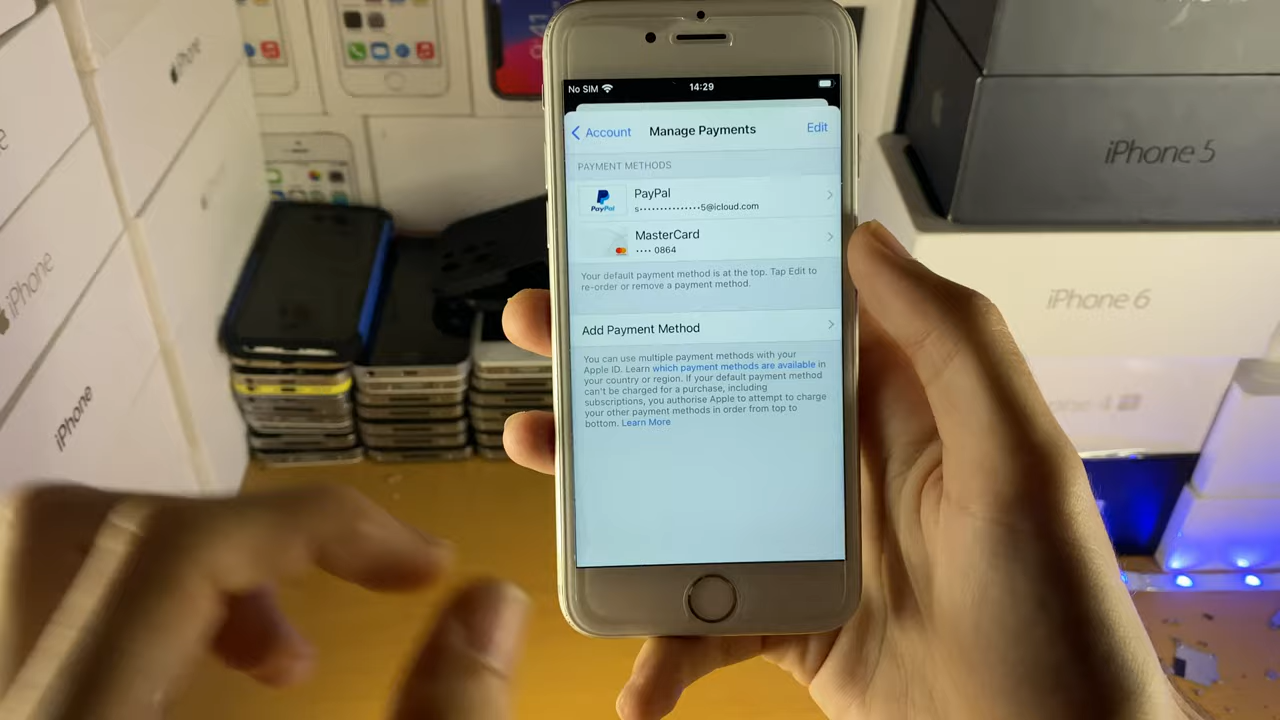 No SIM 14:29
Account Manage Payments Edit
PAYMENT METHODS
PayPal
PayPal
s••••••••••••••5@icloud.com
MasterCard
•••• 0864
Your default payment method is at the top. Tap Edit to
re-order or remove a payment method.
Add Payment Method
You can use multiple payment methods with your
Apple ID. Learn which payment methods are available in
your country or region. If your default payment method
can't be charged for a purchase, including
subscriptions, you authorise Apple to attempt to charge
your other payment methods in order from top to
bottom. Learn More
iPhone
iPhone
iPhone
iPhone 5
iPhone 6